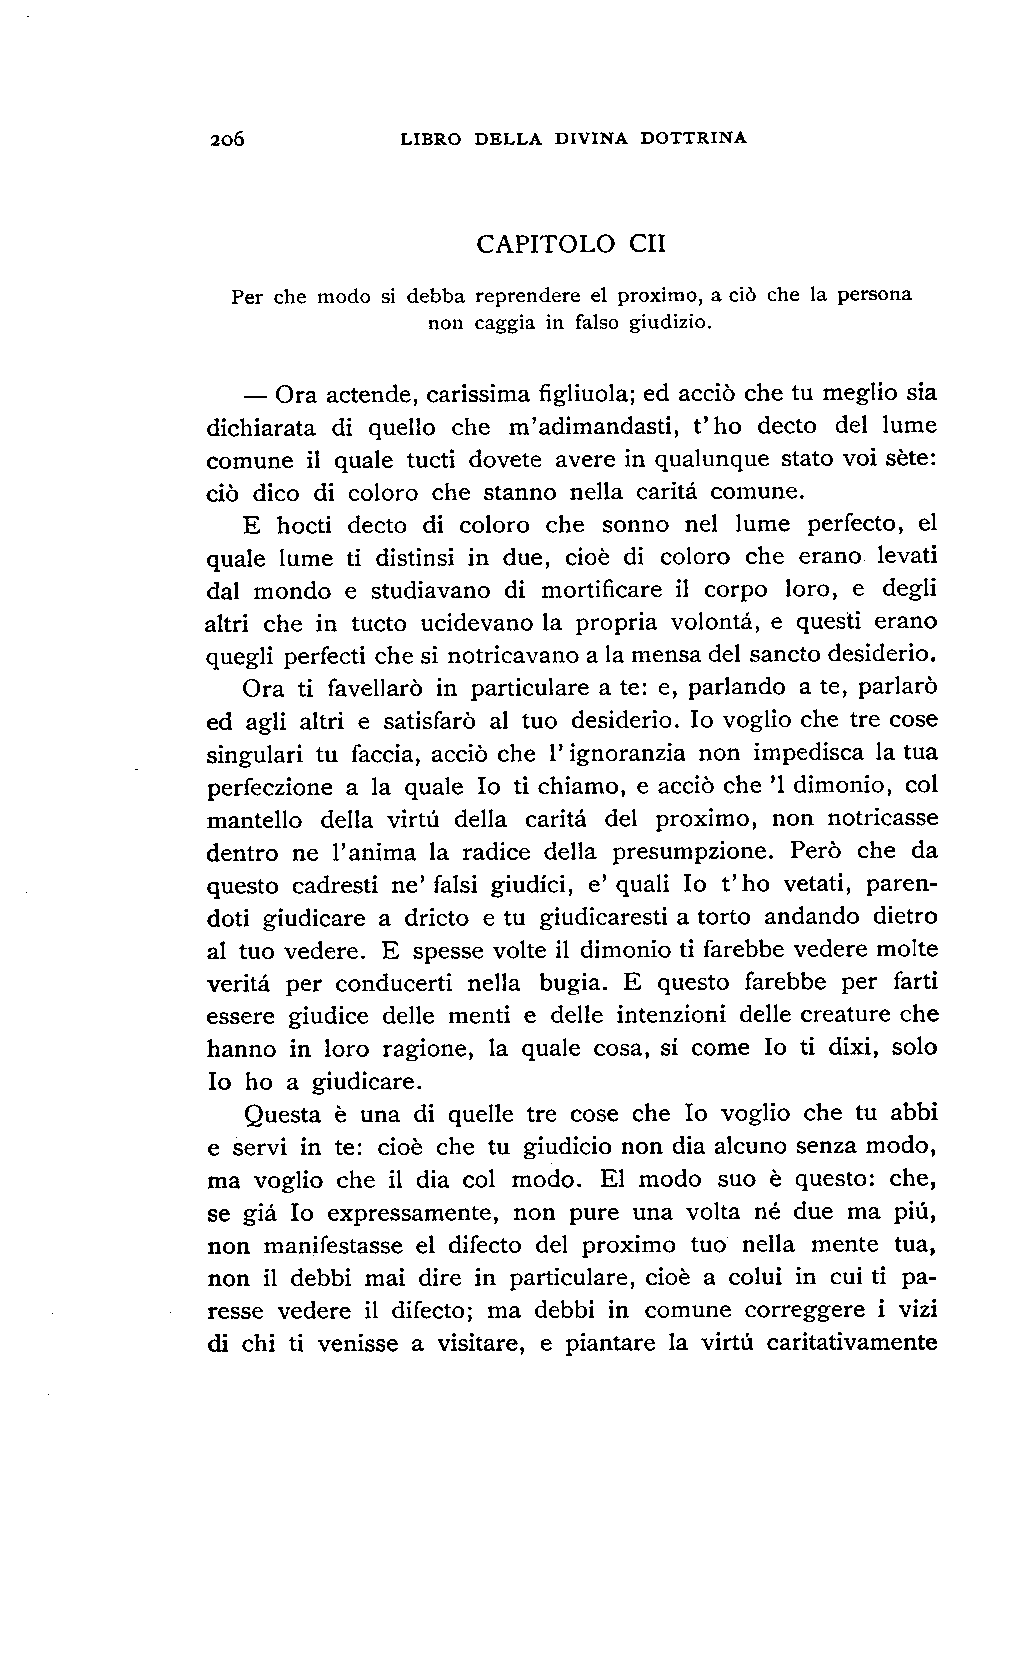 206 LIBRO DELLA DIVINA DOTTRINA
CAPITOLO CII
Per che modo si debba reprendere el proximo, a ciò che la persona
non caggia in falso giudizio.
— Ora actende, carissima figliuola; ed acciò che tu meglio sia
dichiarata di quello che m'adimandasti, t'ho decto del lume
comune il quale tucti dovete avere in qualunque stato voi sète:
ciò dico di coloro che stanno nella caritá comune.
E hocti decto di coloro che sonno nel lume perfecto, el
quale lume ti distinsi in due, cioè di coloro che erano levati
dal mondo e studiavano di mortificare il corpo loro, e degli
altri che in tucto ucidevano la propria volontá, e questi erano
quegli perfecti che si notricavano a la mensa del sancto desiderio.
Ora ti favellarò in particulare a te: e, parlando a te, parlarò
ed agli altri e satisfarò al tuo desiderio. Io voglio che tre cose
singulari tu faccia, acciò che l'ignoranzia non impedisca la tua
perfeczione a la quale Io ti chiamo, e acciò che 'l dimonio, col
mantello della virtú della caritá del proximo, non notricasse
dentro ne l'anima la radice della presumpzione. Però che da
questo cadresti ne' falsi giudíci, e' quali Io t'ho vetati, paren-
doti giudicare a dricto e tu giudicaresti a torto andando dietro
al tuo vedere. E spesse volte il dimonio ti farebbe vedere molte
veritá per conducerti nella bugia. E questo farebbe per farti
essere giudice delle menti e delle intenzioni delle creature che
hanno in loro ragione, la quale cosa, sí come Io ti dixi, solo
Io ho a giudicare.
Questa è una di quelle tre cose che Io voglio che tu abbi
e servi in te: cioè che tu giudicio non dia alcuno senza modo,
ma voglio che il dia col modo. El modo suo è questo: che,
se giá Io expressamente, non pure una volta né due ma piú,
non manifestasse el difecto del proximo tuo nella mente tua,
non il debbi mai dire in particulare, cioè a colui in cui ti pa-
resse vedere il difecto; ma debbi in comune correggere i vizi
di chi ti venisse a visitare, e piantare la virtú caritativamente